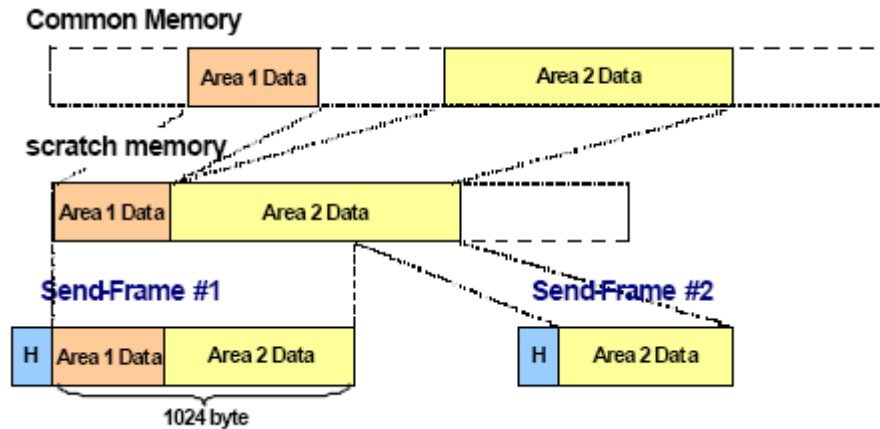 Common Memory
Area 1 Data
Area 2 Data
scratch memory
Area 1 Data
Area 2 Data
Send-Frame #1
Send-Frame #2
H
Area 1 Data
Area 2 Data
H
Area 2 Data
1024 byte